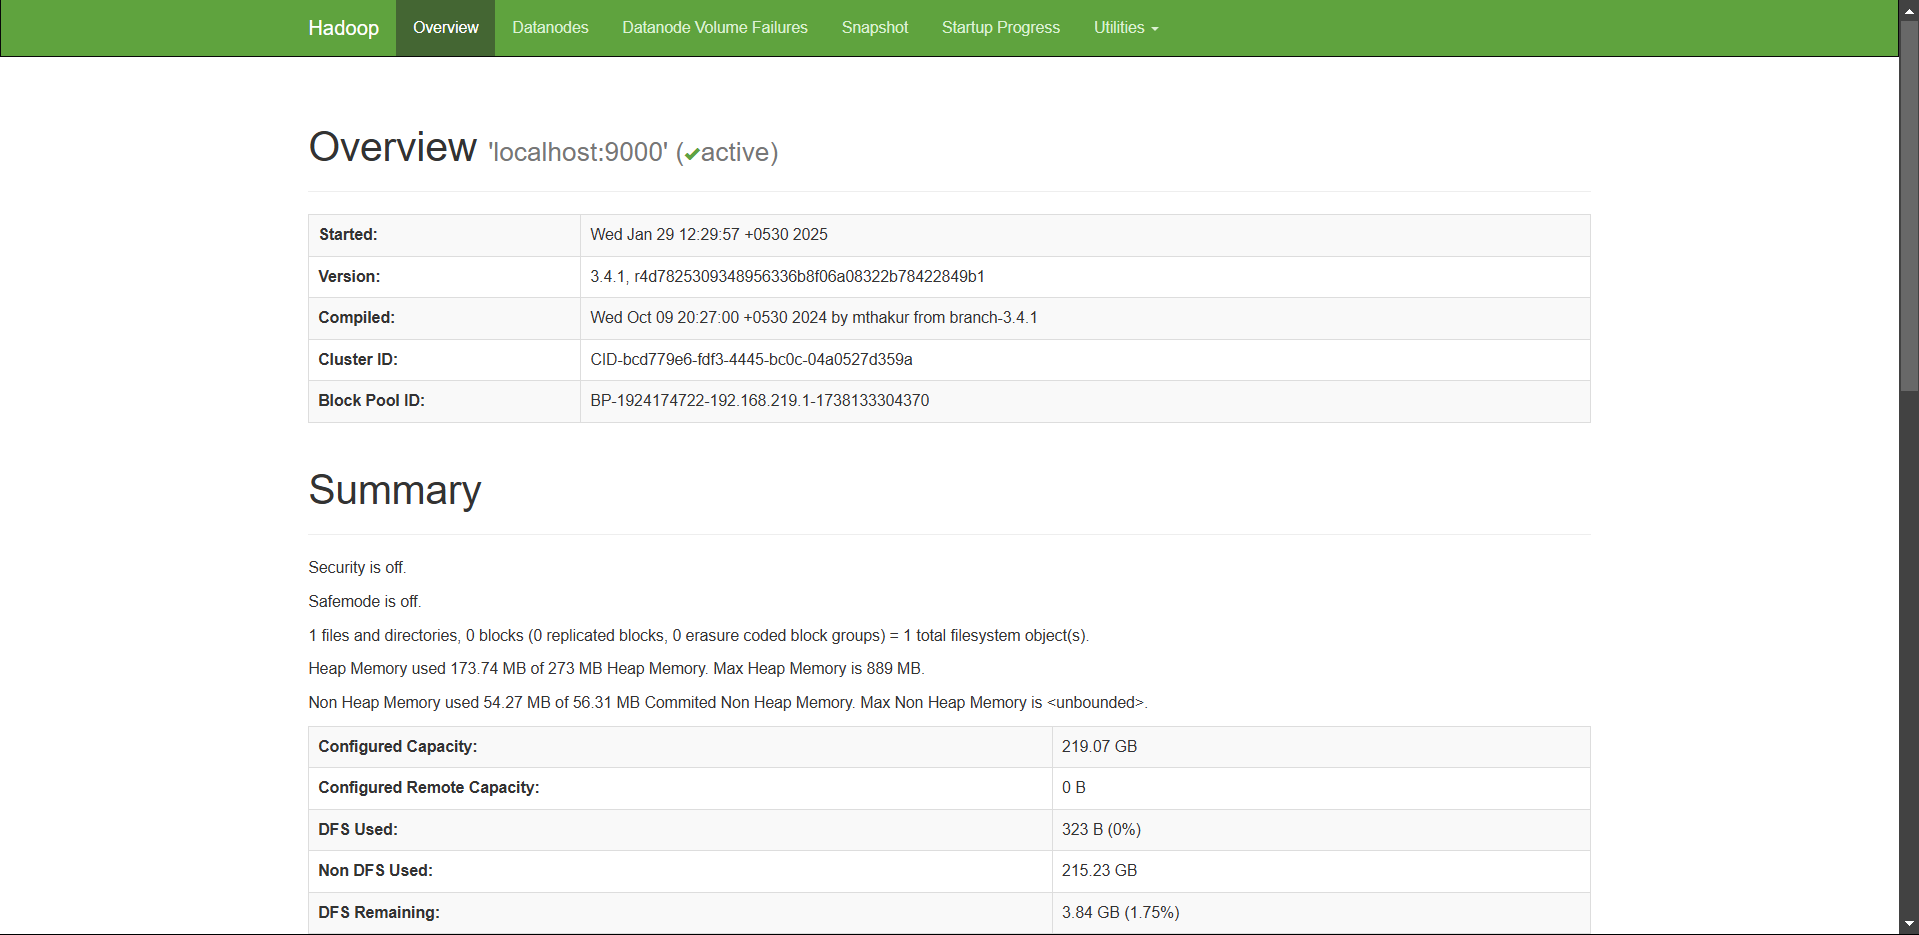 Hadoop Overview Datanodes Datanode Volume Failures Snapshot Startup Progress Utilities
Overview 'localhost:9000' (✔active)
Started: Wed Jan 29 12:29:57 +0530 2025
Version: 3.4.1, r4d7825309348956336b8f06a08322b78422849b1
Compiled: Wed Oct 09 20:27:00 +0530 2024 by mthakur from branch-3.4.1
Cluster ID: CID-bcd779e6-fdf3-4445-bc0c-04a0527d359a
Block Pool ID: BP-1924174722-192.168.219.1-1738133304370
Summary
Security is off.
Safemode is off.
1 files and directories, 0 blocks (0 replicated blocks, 0 erasure coded block groups) = 1 total filesystem object(s).
Heap Memory used 173.74 MB of 273 MB Heap Memory. Max Heap Memory is 889 MB.
Non Heap Memory used 54.27 MB of 56.31 MB Commited Non Heap Memory. Max Non Heap Memory is <unbounded>.
Configured Capacity: 219.07 GB
Configured Remote Capacity: 0 B
DFS Used: 323 B (0%)
Non DFS Used: 215.23 GB
DFS Remaining: 3.84 GB (1.75%)